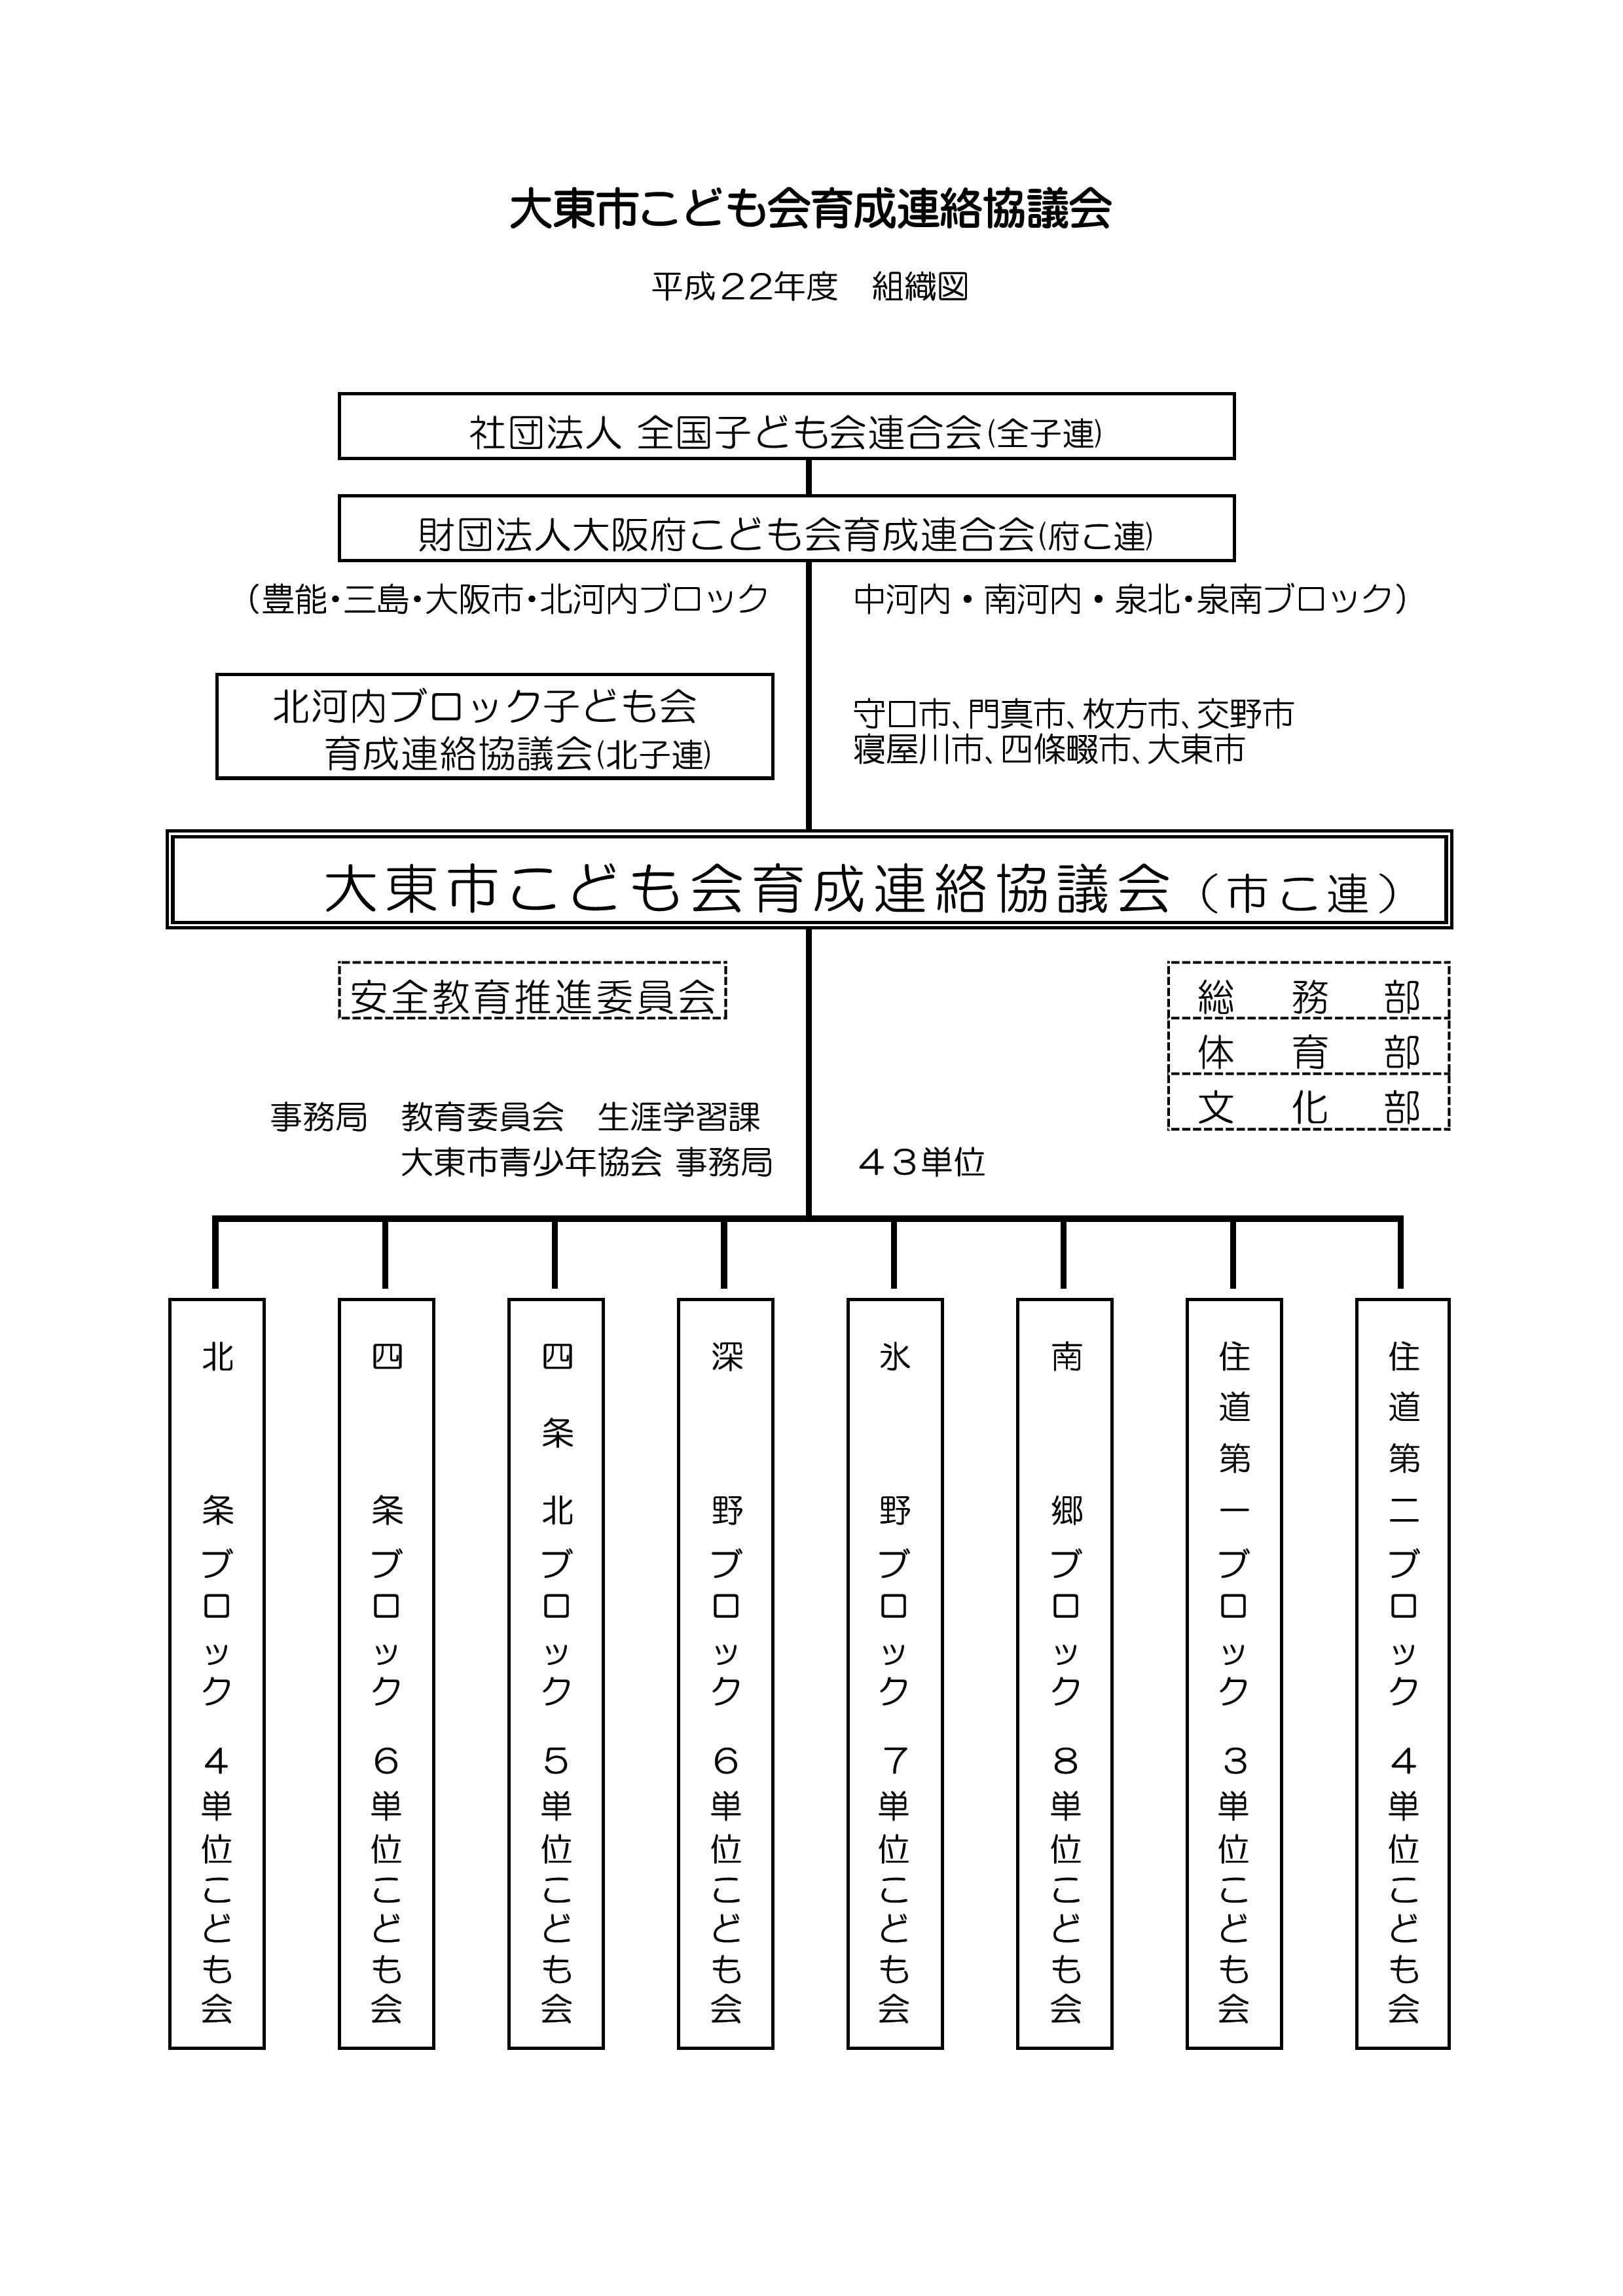 大東市こども会育成連絡協議会
平成２２年度　組織図
社団法人 全国子ども会連合会(全子連)
財団法人大阪府こども会育成連合会(府こ連)
（豊能・三島・大阪市・北河内ブロック　中河内・南河内・泉北・泉南ブロック）
北河内ブロック子ども会
育成連絡協議会(北子連)
守口市、門真市、枚方市、交野市
寝屋川市、四條畷市、大東市
大東市こども会育成連絡協議会（市こ連）
安全教育推進委員会
総務部
体育部
文化部
事務局　教育委員会　生涯学習課
大東市青少年協会 事務局
４３単位
北条ブロック　４単位こども会
四条ブロック　６単位こども会
四条北ブロック　５単位こども会
深野ブロック　６単位こども会
氷野ブロック　７単位こども会
南郷ブロック　８単位こども会
住道第一ブロック　３単位こども会
住道第二ブロック　４単位こども会